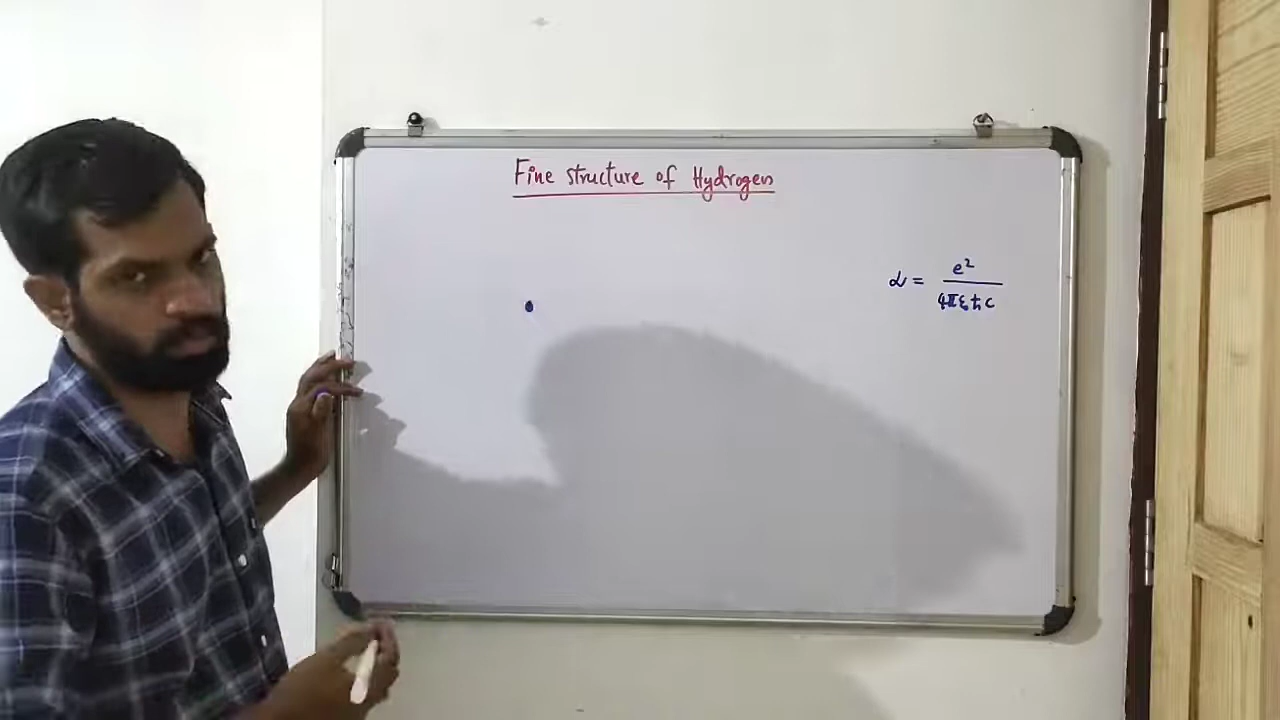 Fine structure of Hydrogen
α = e²/4πε₀ħc